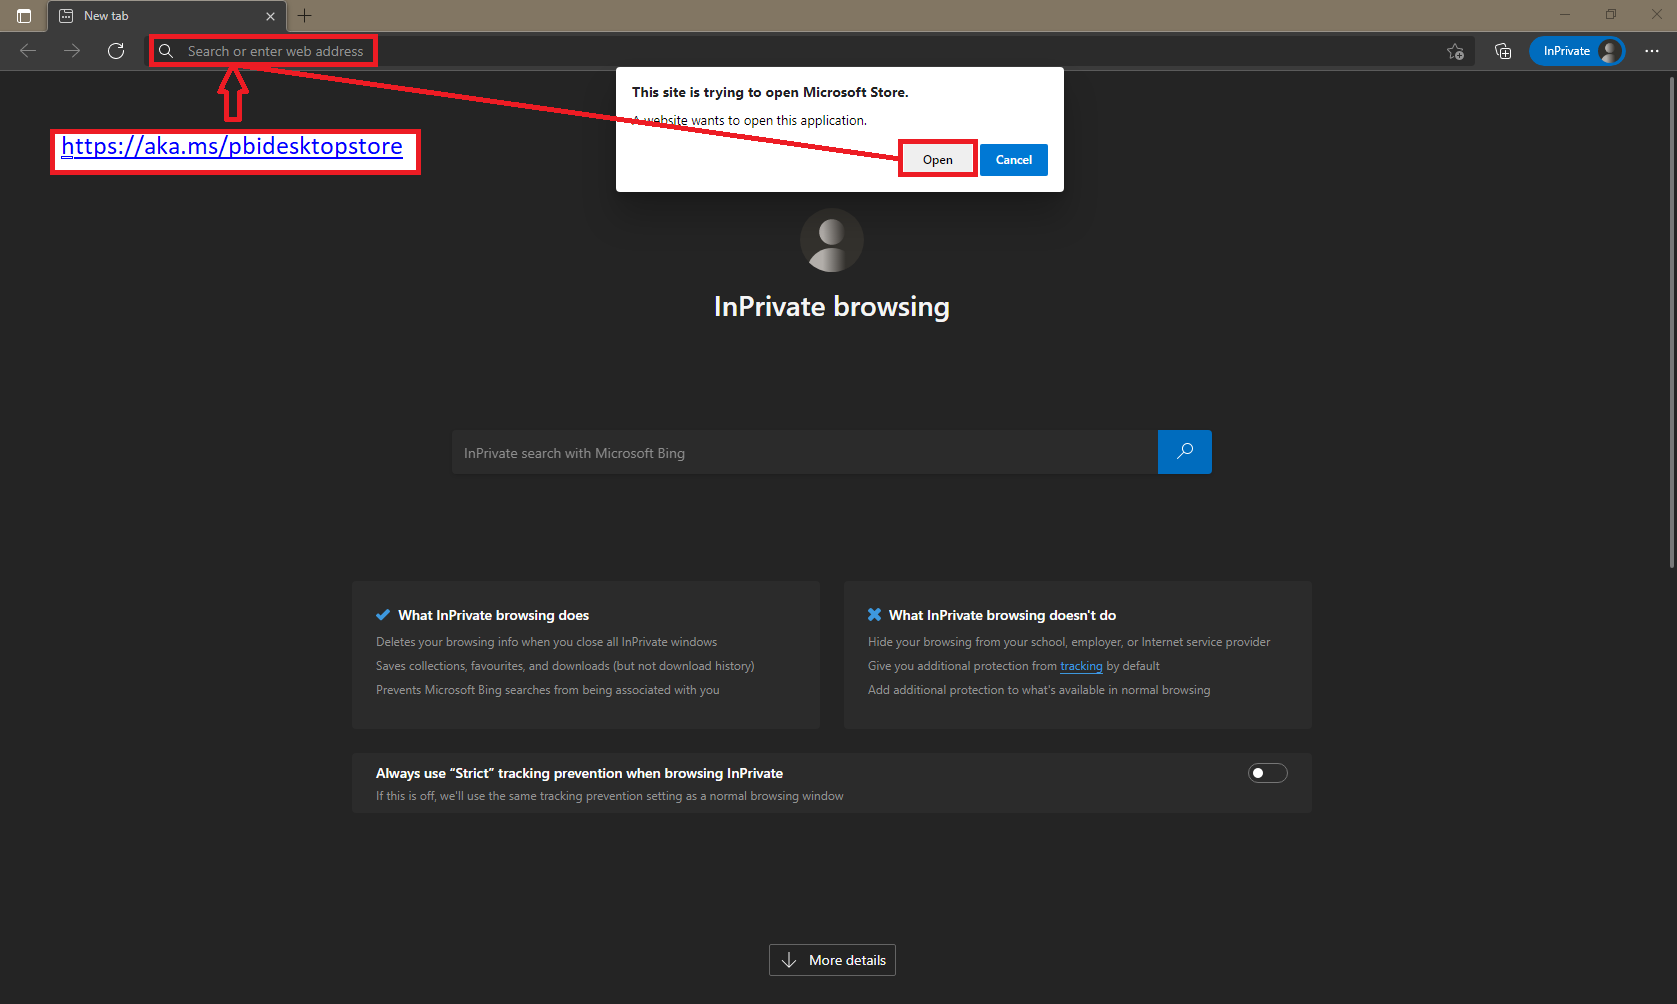 New tab
Search or enter web address
InPrivate
https://aka.ms/pbidesktopstore
This site is trying to open Microsoft Store.
A website wants to open this application.
Open
Cancel
InPrivate browsing
InPrivate search with Microsoft Bing
What InPrivate browsing does
Deletes your browsing info when you close all InPrivate windows
Saves collections, favourites, and downloads (but not download history)
Prevents Microsoft Bing searches from being associated with you
What InPrivate browsing doesn't do
Hide your browsing from your school, employer, or Internet service provider
Give you additional protection from tracking by default
Add additional protection to what's available in normal browsing
Always use “Strict” tracking prevention when browsing InPrivate
If this is off, we'll use the same tracking prevention setting as a normal browsing window
More details